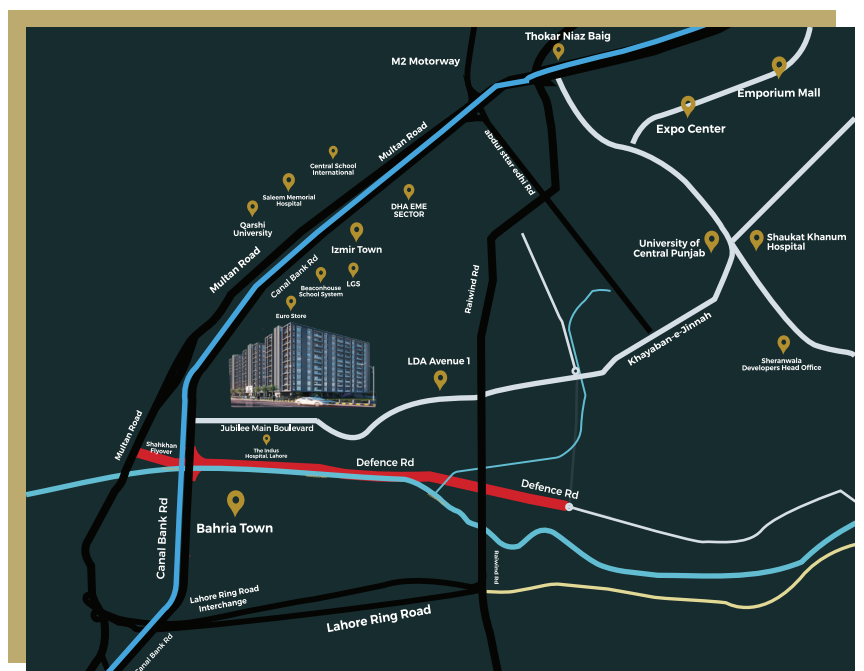 Thokar Niaz Baig
M2 Motorway
Emporium Mall
Expo Center
Multan Road
abdul sttar edhi Rd
Central School
International
Saleem Memorial
Hospital
DHA EME
SECTOR
Qarshi
University
Izmir Town
University of
Central Punjab
Shaukat Khanum
Hospital
Multan Road
Canal Bank Rd
Beaconhouse
School System
LGS
Raiwind Rd
Euro Store
Khayaban-e-Jinnah
LDA Avenue 1
Sheranwala
Developers Head Office
Multan Road
Jubilee Main Boulevard
Shahkhan
Flyover
The Indus
Hospital, Lahore
Defence Rd
Defence Rd
Canal Bank Rd
Bahria Town
Raiwind Rd
Lahore Ring Road
Interchange
Lahore Ring Road
Canal Bank Rd